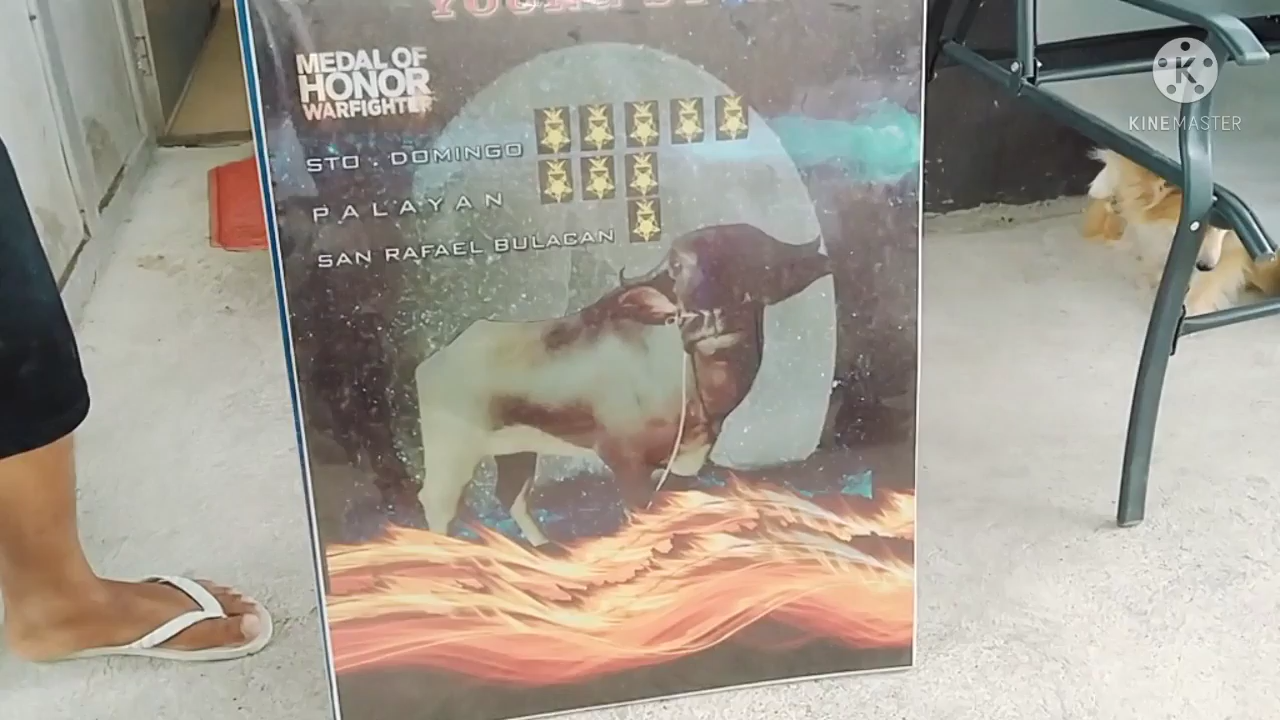 MEDAL OF
HONOR
WARFIGHTER
STO. DOMINGO
PALAYAN
SAN RAFAEL BULACAN
K
KINEMASTER